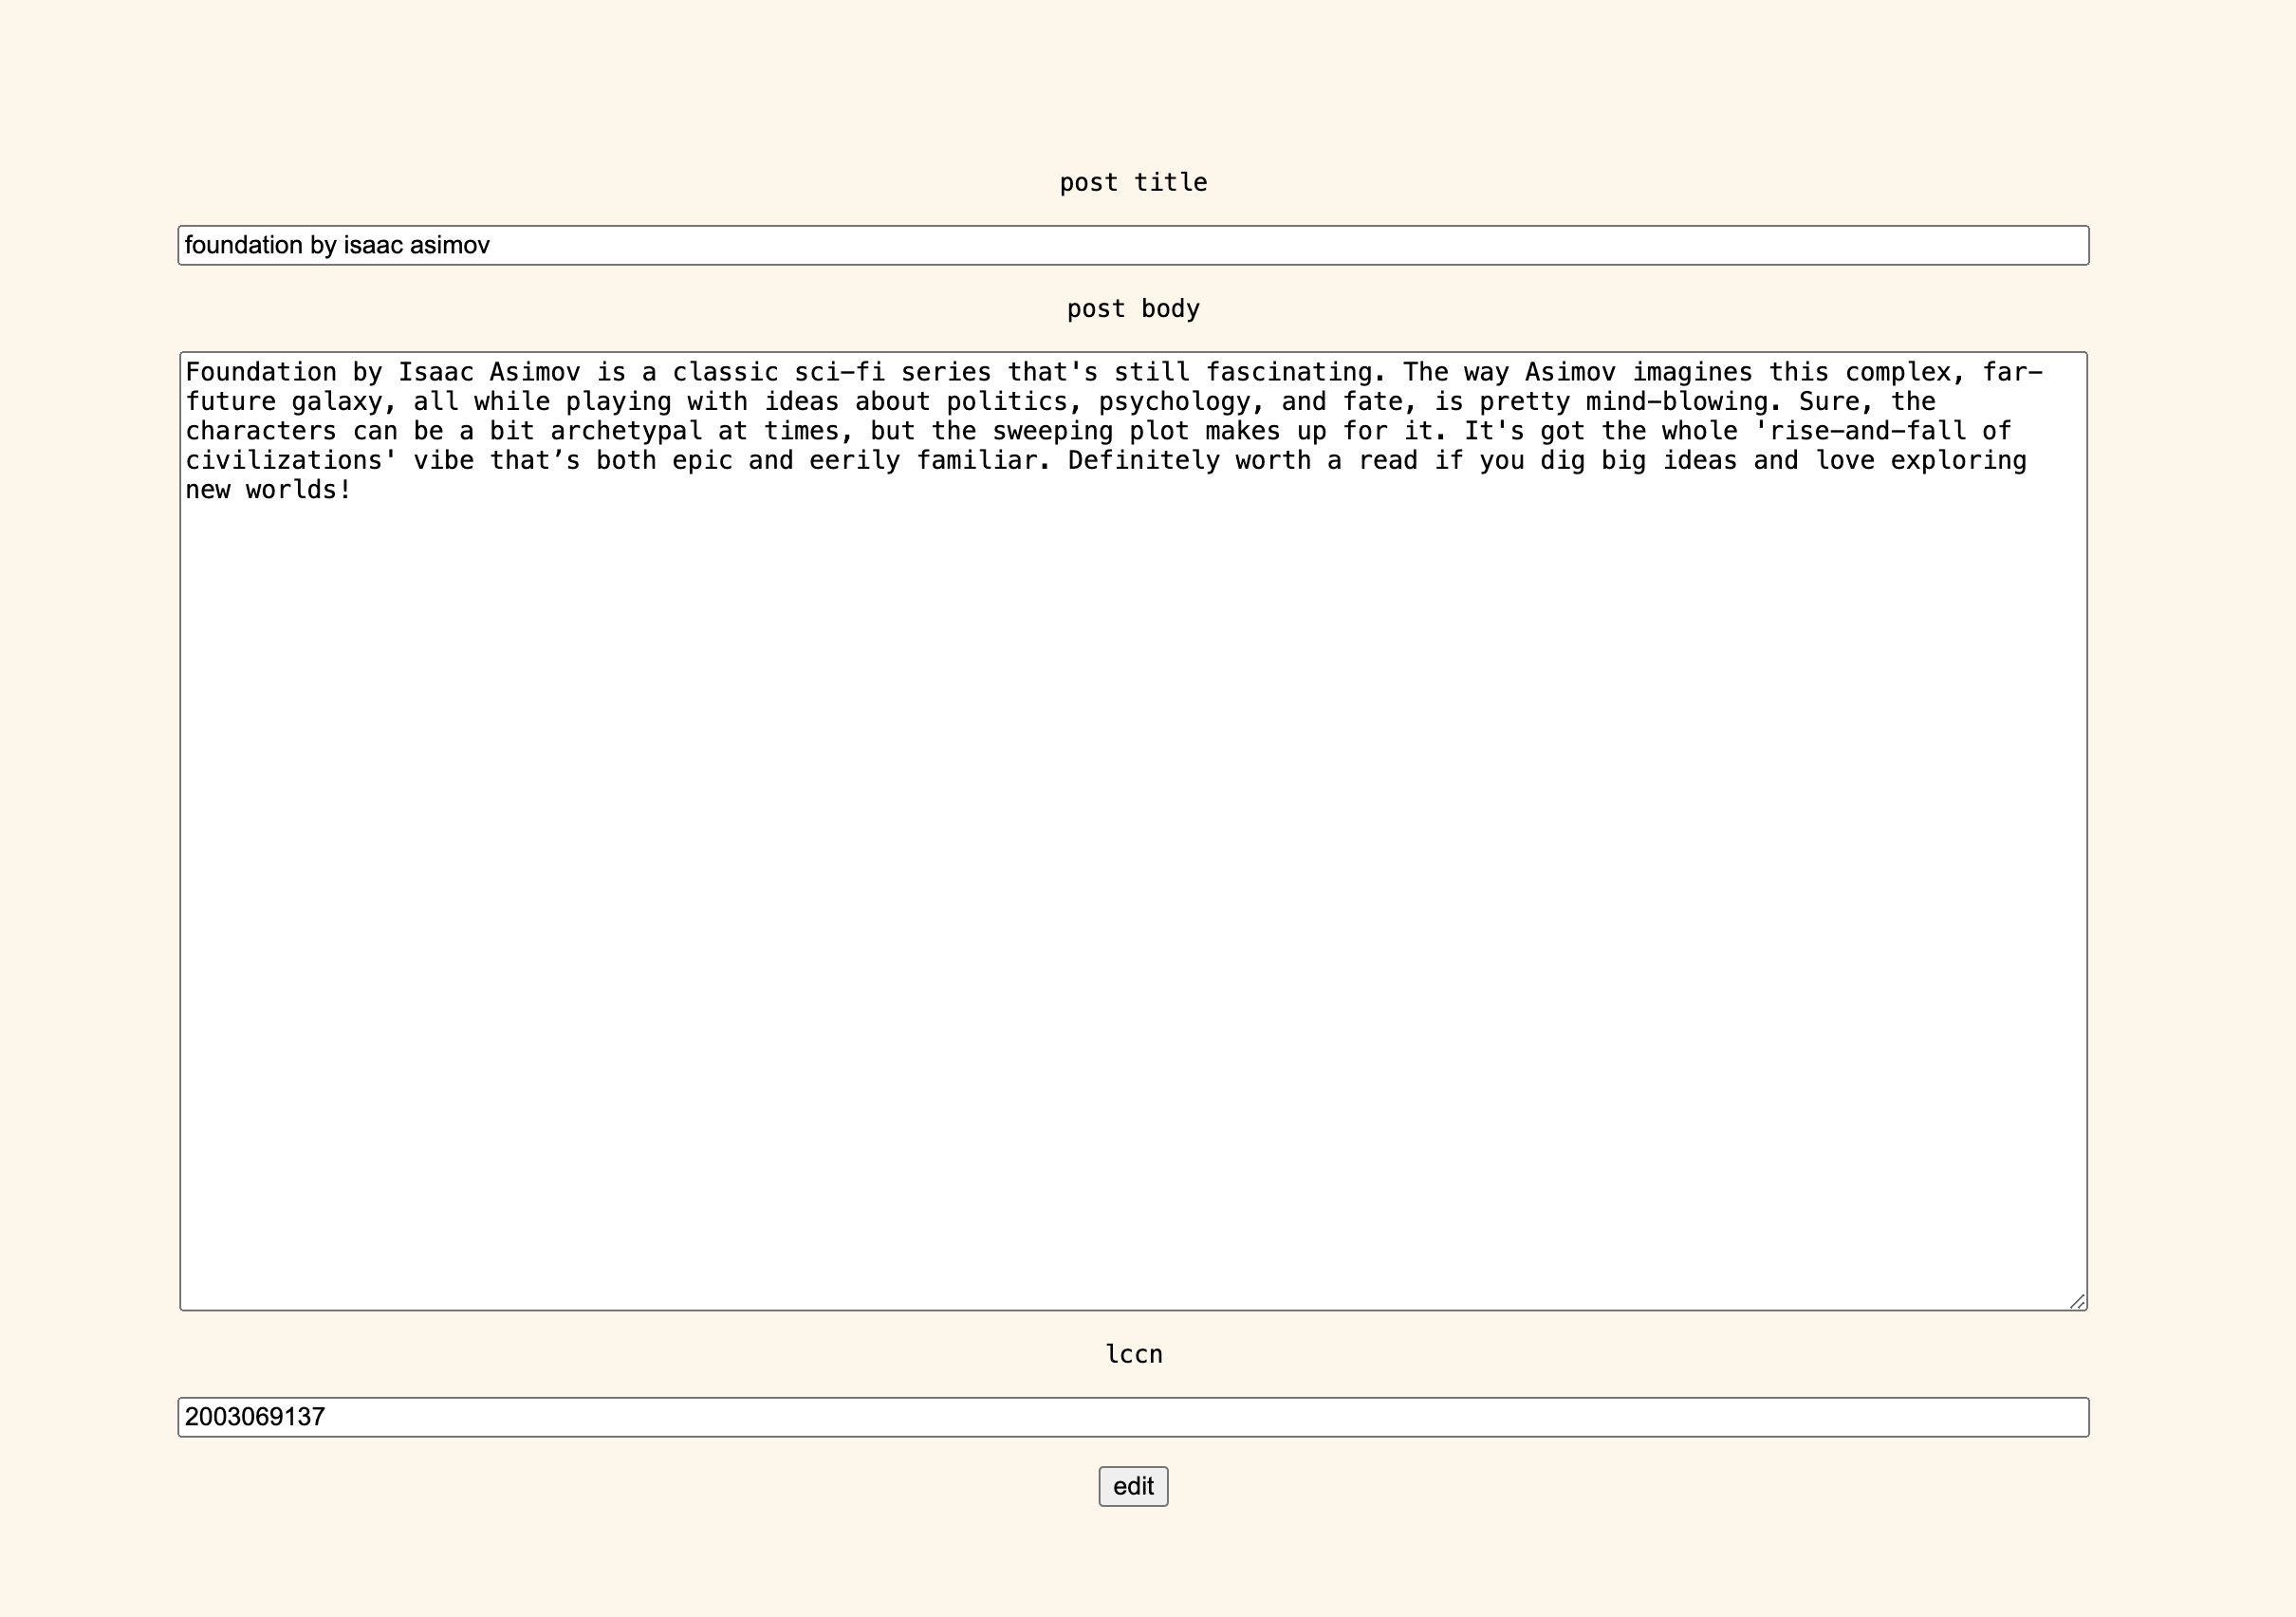 post title
foundation by isaac asimov
post body
Foundation by Isaac Asimov is a classic sci-fi series that's still fascinating. The way Asimov imagines this complex, far-
future galaxy, all while playing with ideas about politics, psychology, and fate, is pretty mind-blowing. Sure, the
characters can be a bit archetypal at times, but the sweeping plot makes up for it. It's got the whole 'rise-and-fall of
civilizations' vibe that’s both epic and eerily familiar. Definitely worth a read if you dig big ideas and love exploring
new worlds!
lccn
2003069137
edit